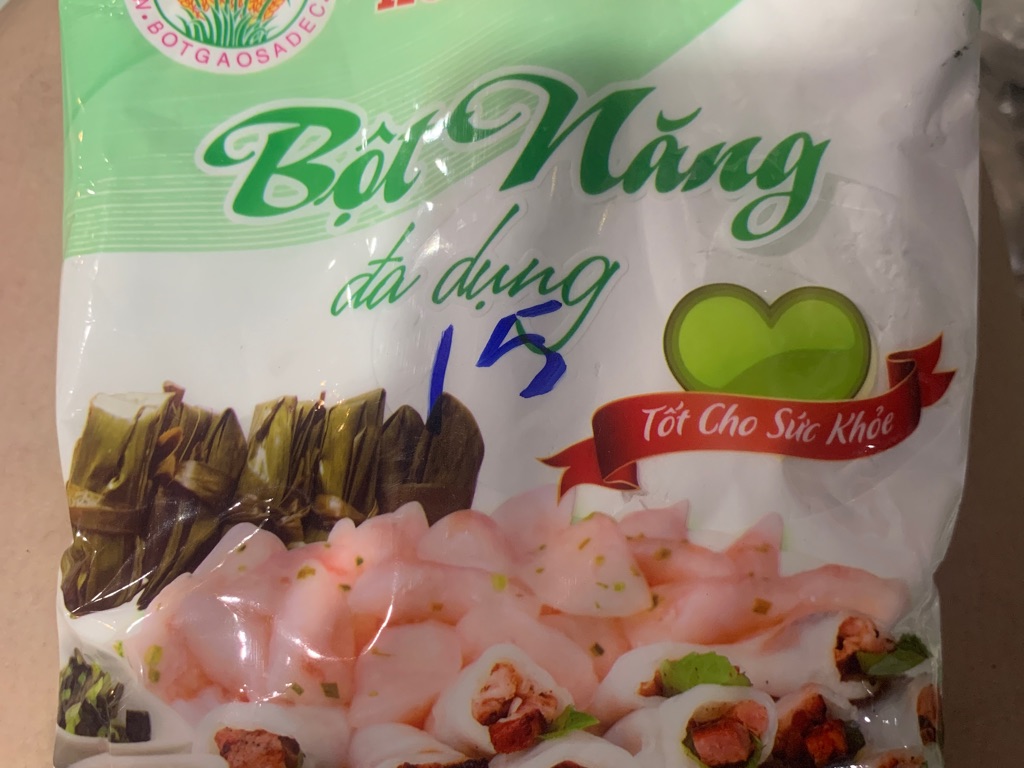 N.BOTGAOSADEC
Bột Năng
đa dụng
15
Tốt Cho Sức Khỏe